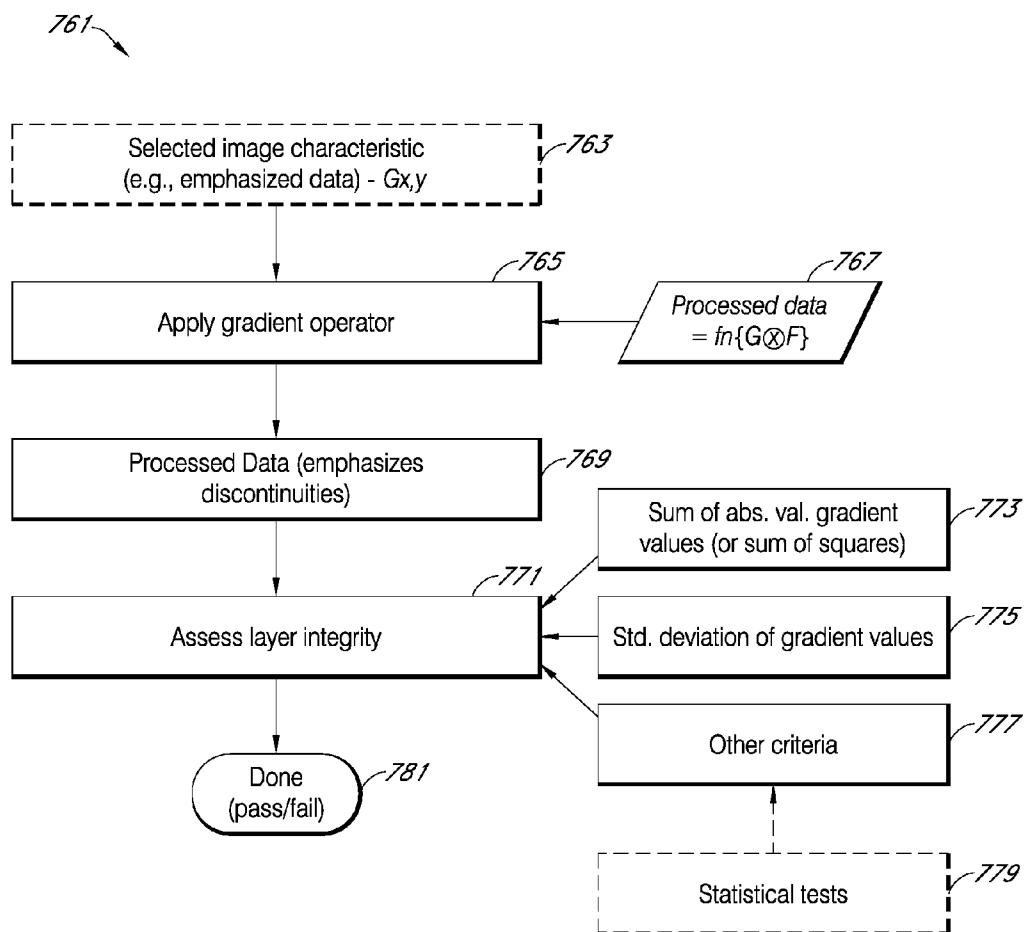 761
Selected image characteristic
(e.g., emphasized data) - Gx,y
763
765
Apply gradient operator
767
Processed data
= fn{G⊗F}
Processed Data (emphasizes
discontinuities)
769
Sum of abs. val. gradient
values (or sum of squares)
773
771
Assess layer integrity
Std. deviation of gradient values
775
Other criteria
777
Done
(pass/fail)
781
Statistical tests
779